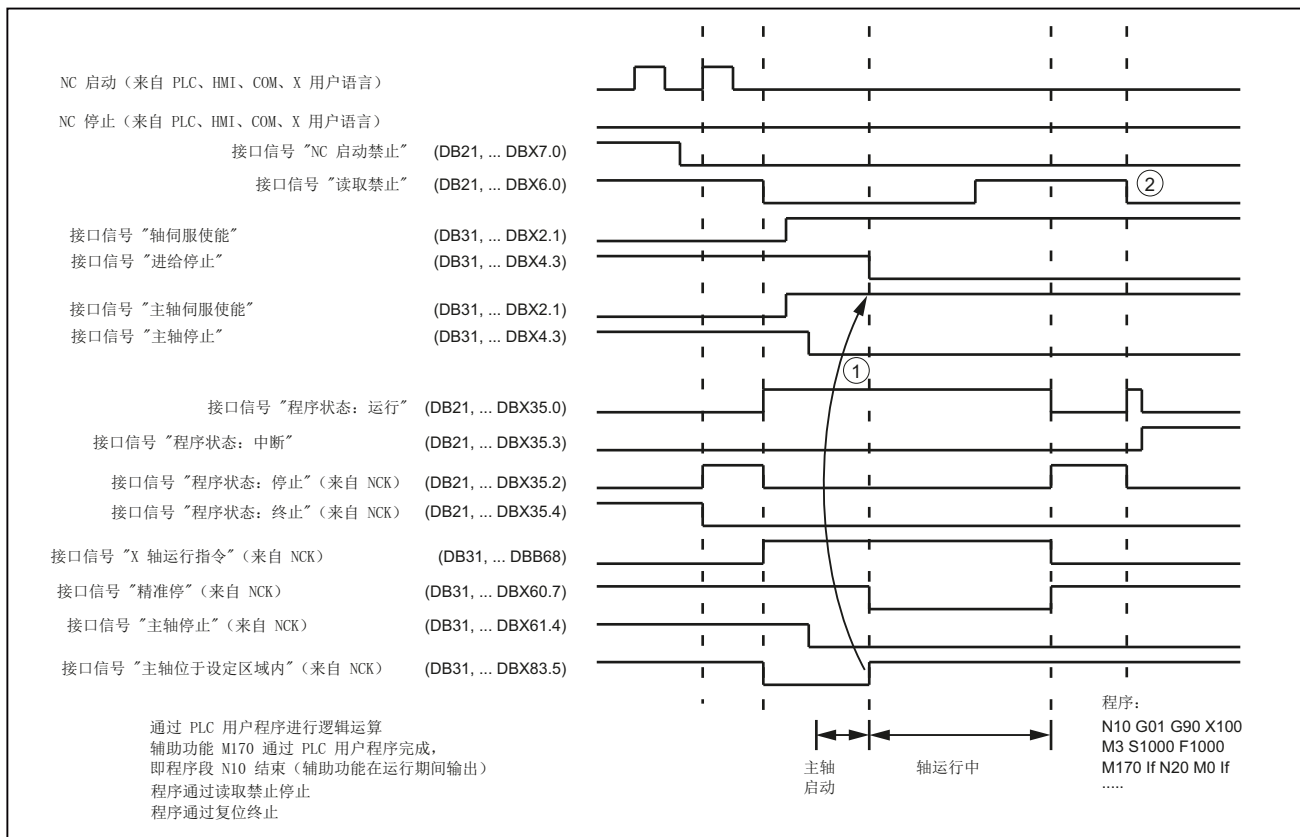 NC 启动（来自 PLC、HMI、COM、X 用户语言）
NC 停止（来自 PLC、HMI、COM、X 用户语言）
接口信号 "NC 启动禁止" (DB21, ... DBX7.0)
接口信号 "读取禁止" (DB21, ... DBX6.0)
②
接口信号 "轴伺服使能" (DB31, ... DBX2.1)
接口信号 "进给停止" (DB31, ... DBX4.3)
接口信号 "主轴伺服使能" (DB31, ... DBX2.1)
接口信号 "主轴停止" (DB31, ... DBX4.3)
①
接口信号 "程序状态：运行" (DB21, ... DBX35.0)
接口信号 "程序状态：中断" (DB21, ... DBX35.3)
接口信号 "程序状态：停止"（来自 NCK） (DB21, ... DBX35.2)
接口信号 "程序状态：终止"（来自 NCK） (DB21, ... DBX35.4)
接口信号 "X 轴运行指令"（来自 NCK） (DB31, ... DBB68)
接口信号 "精准停"（来自 NCK） (DB31, ... DBX60.7)
接口信号 "主轴停止"（来自 NCK） (DB31, ... DBX61.4)
接口信号 "主轴位于设定区域内"（来自 NCK） (DB31, ... DBX83.5)
通过 PLC 用户程序进行逻辑运算
辅助功能 M170 通过 PLC 用户程序完成，
即程序段 N10 结束（辅助功能在运行期间输出）
程序通过读取禁止停止
程序通过复位终止
主轴
启动
轴运行中
程序：
N10 G01 G90 X100
M3 S1000 F1000
M170 lf N20 M0 lf
.....